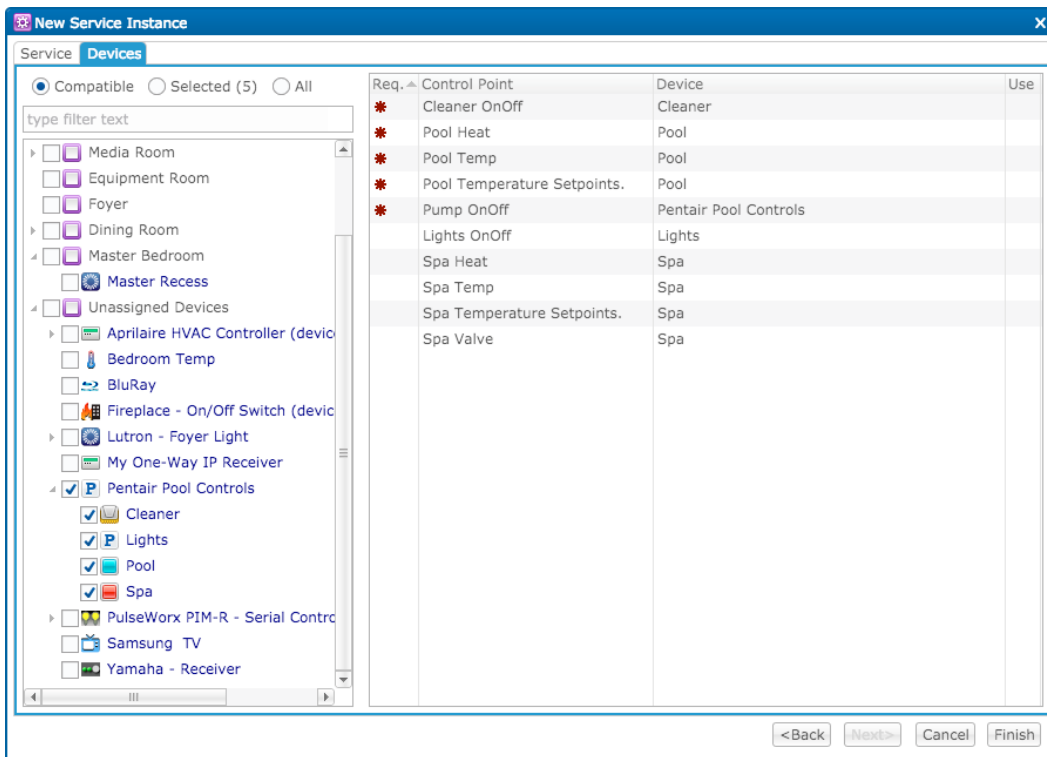 New Service Instance
X
Service Devices
Compatible Selected (5) All
type filter text
Media Room
Equipment Room
Foyer
Dining Room
Master Bedroom
Master Recess
Unassigned Devices
Aprilaire HVAC Controller (device
Bedroom Temp
BluRay
Fireplace - On/Off Switch (devic
Lutron - Foyer Light
My One-Way IP Receiver
P Pentair Pool Controls
Cleaner
P Lights
Pool
Spa
PulseWorx PIM-R - Serial Contro
Samsung TV
Yamaha - Receiver
Req. Control Point Device Use
Cleaner OnOff Cleaner
Pool Heat Pool
Pool Temp Pool
Pool Temperature Setpoints. Pool
Pump OnOff Pentair Pool Controls
Lights OnOff Lights
Spa Heat Spa
Spa Temp Spa
Spa Temperature Setpoints. Spa
Spa Valve Spa
<Back Next> Cancel Finish